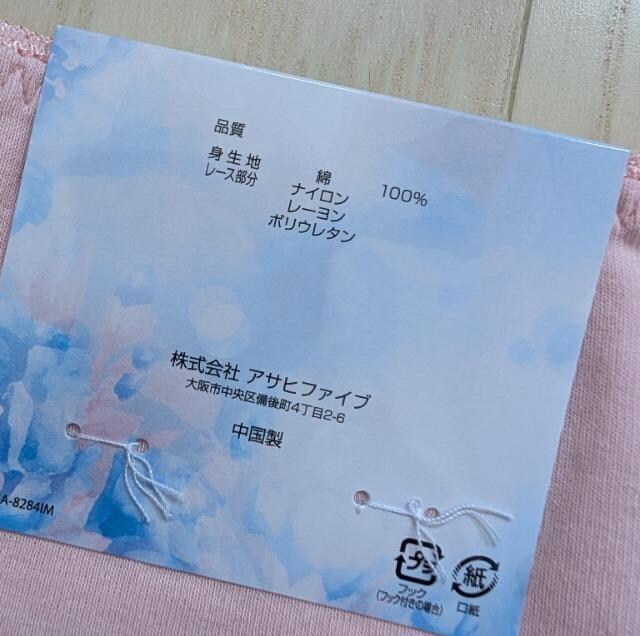 品質
身生地 綿 100%
レース部分 ナイロン
レーヨン
ポリウレタン
株式会社 アサヒファイブ
大阪市中央区備後町4丁目2-6
中国製
A-8284IM
プラ 紙
フック
(フック付きの場合) 口紙